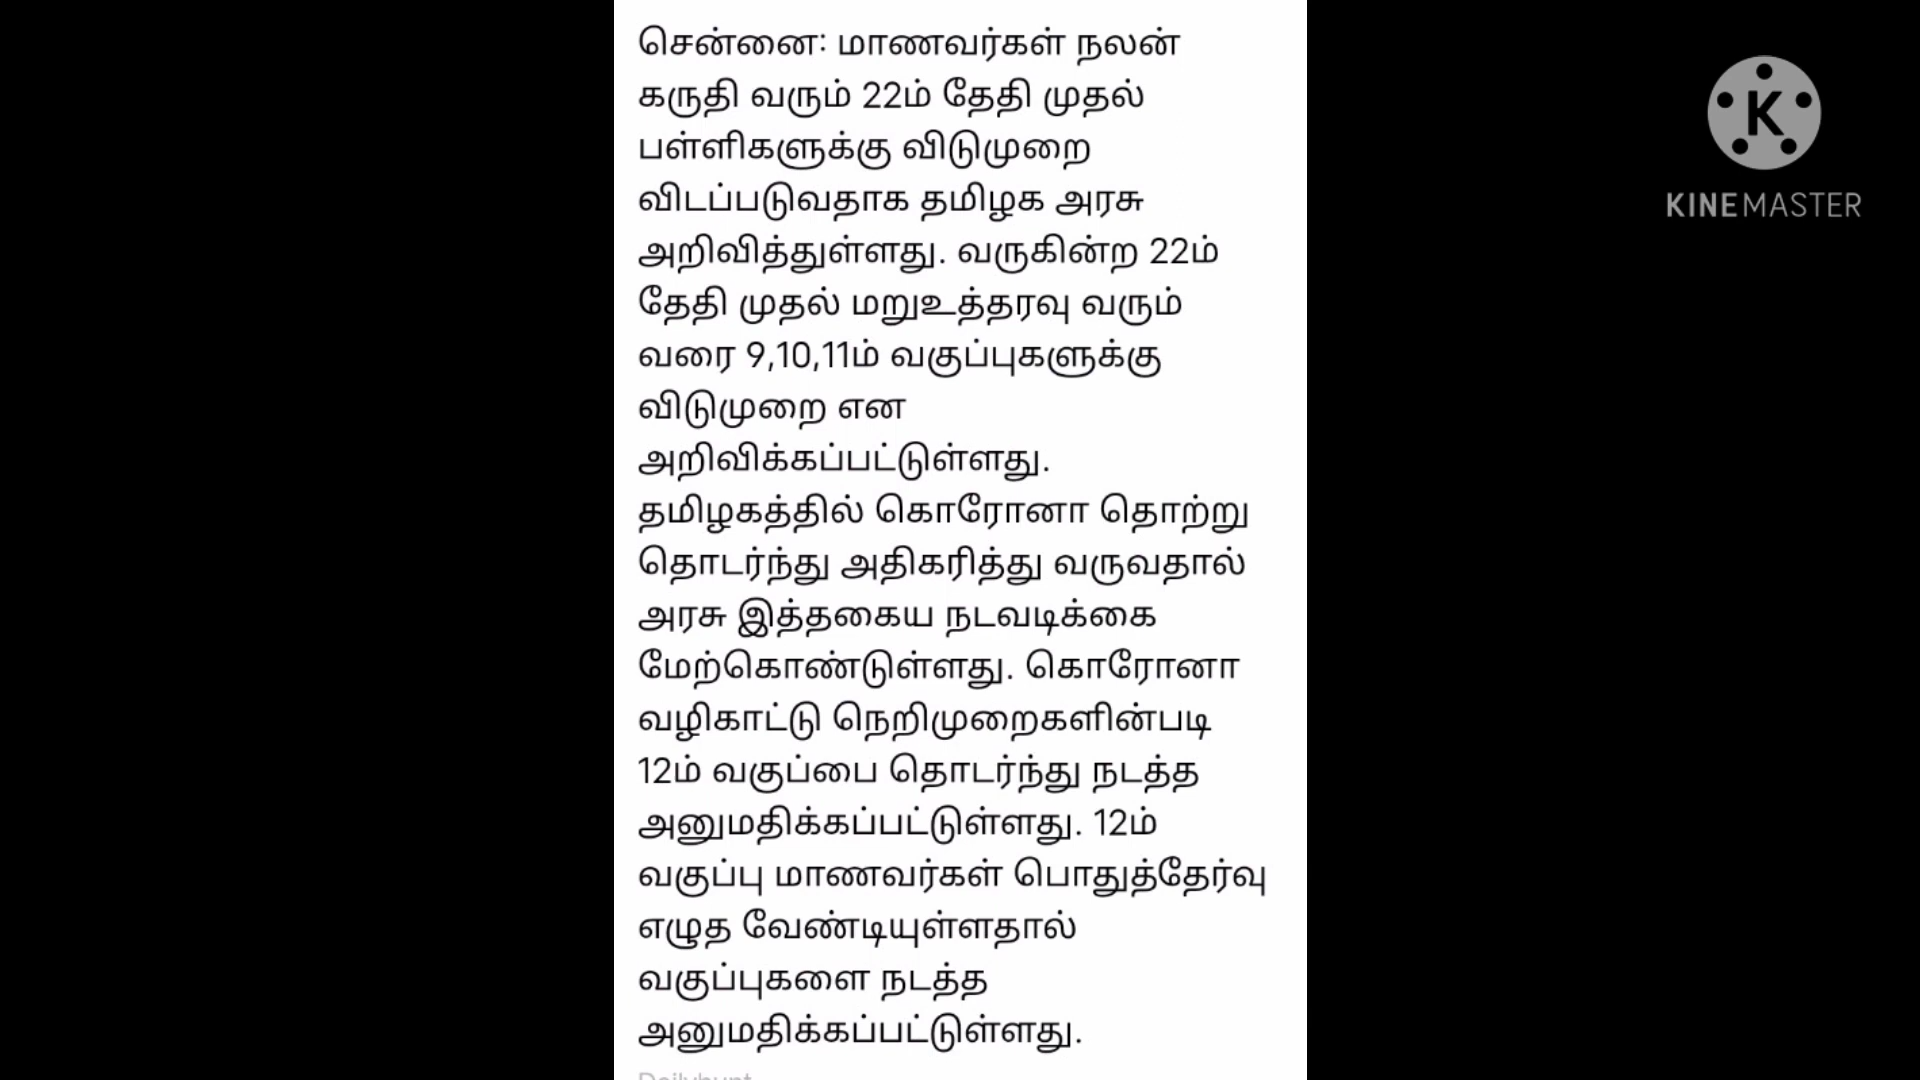 சென்னை: மாணவர்கள் நலன்
கருதி வரும் 22ம் தேதி முதல்
பள்ளிகளுக்கு விடுமுறை
விடப்படுவதாக தமிழக அரசு
அறிவித்துள்ளது. வருகின்ற 22ம்
தேதி முதல் மறுஉத்தரவு வரும்
வரை 9,10,11ம் வகுப்புகளுக்கு
விடுமுறை என
அறிவிக்கப்பட்டுள்ளது.
தமிழகத்தில் கொரோனா தொற்று
தொடர்ந்து அதிகரித்து வருவதால்
அரசு இத்தகைய நடவடிக்கை
மேற்கொண்டுள்ளது. கொரோனா
வழிகாட்டு நெறிமுறைகளின்படி
12ம் வகுப்பை தொடர்ந்து நடத்த
அனுமதிக்கப்பட்டுள்ளது. 12ம்
வகுப்பு மாணவர்கள் பொதுத்தேர்வு
எழுத வேண்டியுள்ளதால்
வகுப்புகளை நடத்த
அனுமதிக்கப்பட்டுள்ளது.
Dailyhunt
K
KINEMASTER